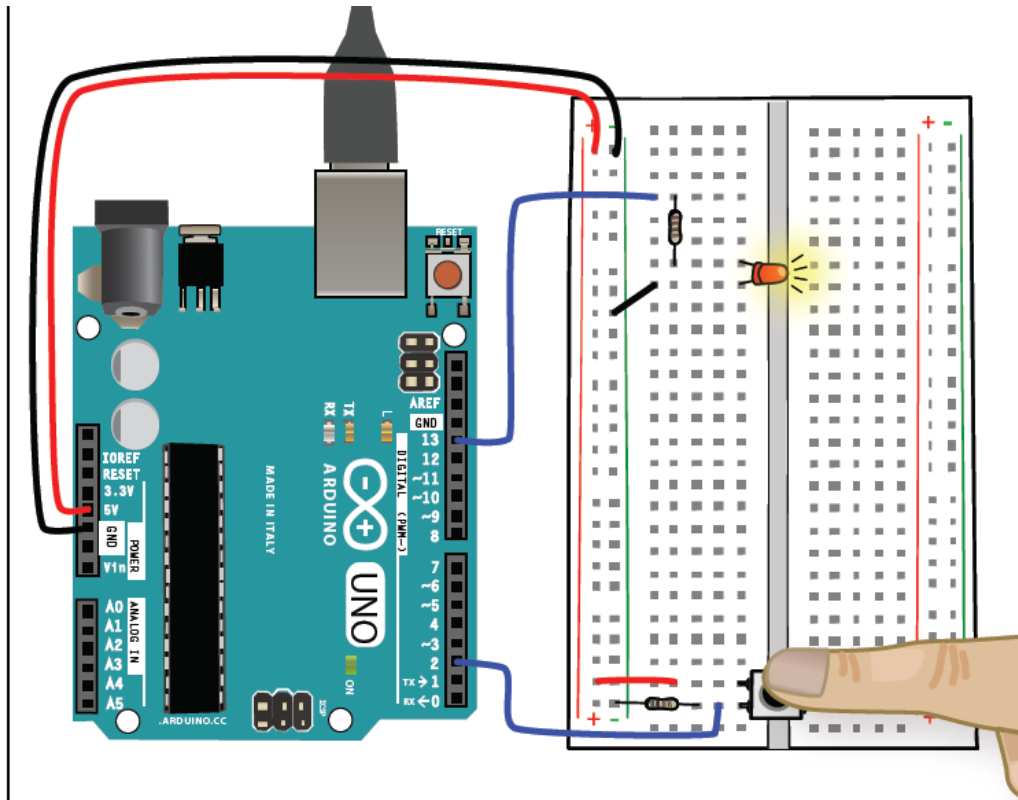 + -
+ -
RESET
AREF
GND
13
12
~11
~10
~9
8
DIGITAL (PWM~)
7
~6
~5
4
~3
2
TX→1
RX←0
RX
TX
L
ARDUINO
UNO
ON
MADE IN ITALY
IOREF
RESET
3.3V
5V
GND
Vin
POWER
A0
A1
A2
A3
A4
A5
ANALOG IN
.ARDUINO.CC
ICSP
- +
+ -
+